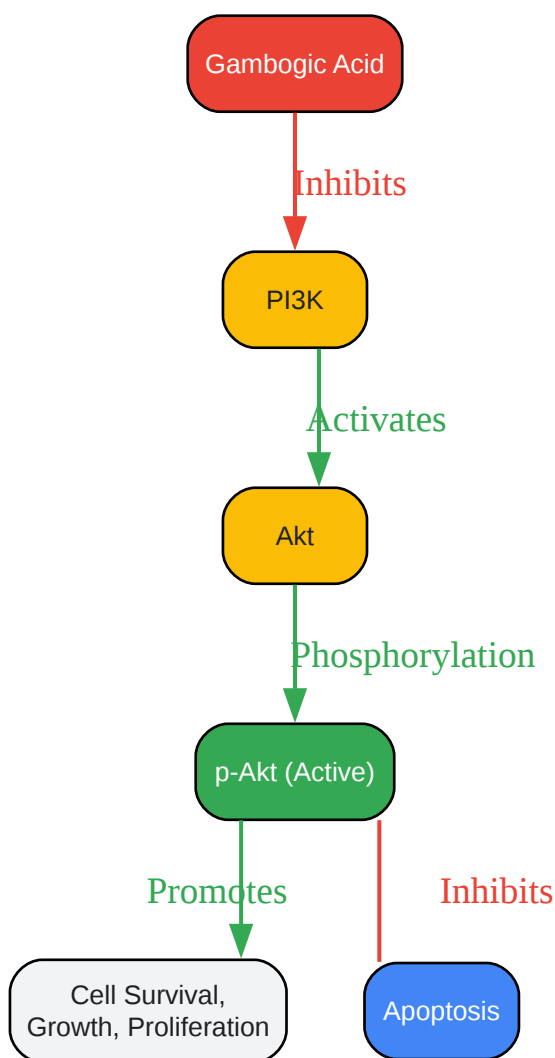 Gambogic Acid
Inhibits
PI3K
Activates
Akt
Phosphorylation
p-Akt (Active)
Promotes
Inhibits
Cell Survival,
Growth, Proliferation
Apoptosis